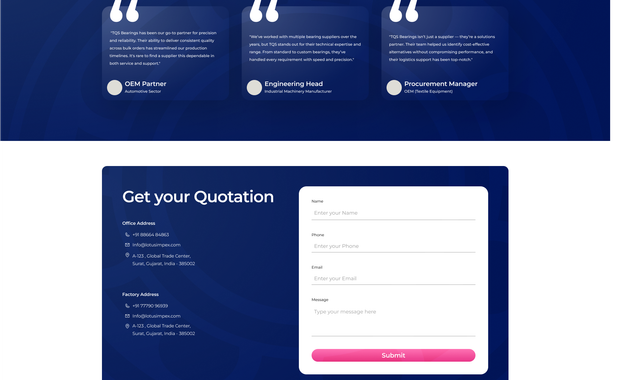 "TQS Bearings has been our go to partner for precision
and reliability. Their ability to deliver consistent quality
across bulk orders has streamlined our production
timelines. It's rare to find a supplier this dependable in
both service and support."
OEM Partner
Automotive Sector
"We've worked with multiple bearing suppliers over the
years, but TQS stands out for their technical expertise and
range. From standard to custom bearings, they've
handled every requirement with speed and precision."
Engineering Head
Industrial Machinery Manufacturer
"TQS Bearings isn't just a supplier — they're a solutions
partner. Their team helped us identify cost-effective
alternatives without compromising performance, and
their logistics support has been top-notch."
Procurement Manager
OEM (Textile Equipment)
Get your Quotation
Office Address
+91 88664 84863
info@lotusimpex.com
A-123 , Global Trade Center,
Surat, Gujarat, India - 395002
Factory Address
+91 77790 96939
info@lotusimpex.com
A-123 , Global Trade Center,
Surat, Gujarat, India - 395002
Name
Enter your Name
Phone
Enter your Phone
Email
Enter your Email
Message
Type your message here
Submit